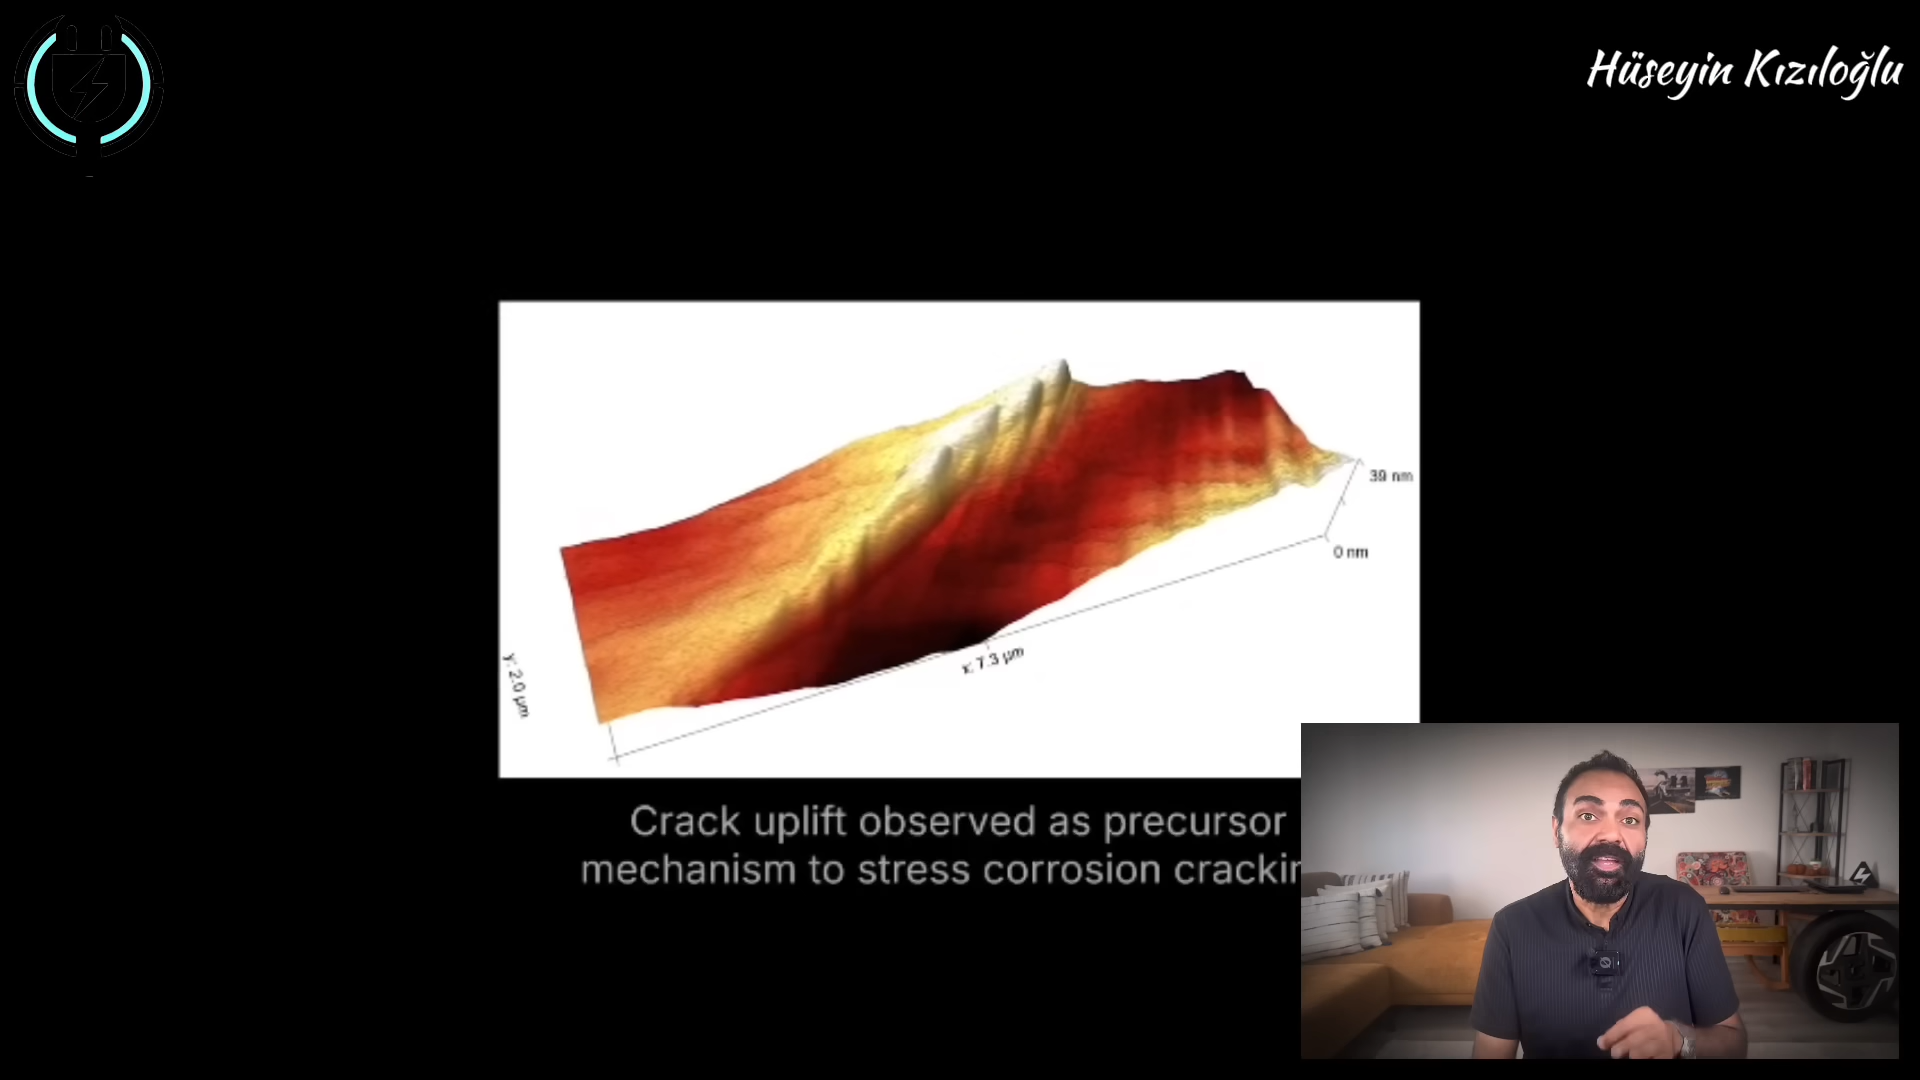 Hüseyin Kızıloğlu
39 nm
0 nm
x: 7.3 µm
y: 2.0 µm
Crack uplift observed as precursor
mechanism to stress corrosion crackin